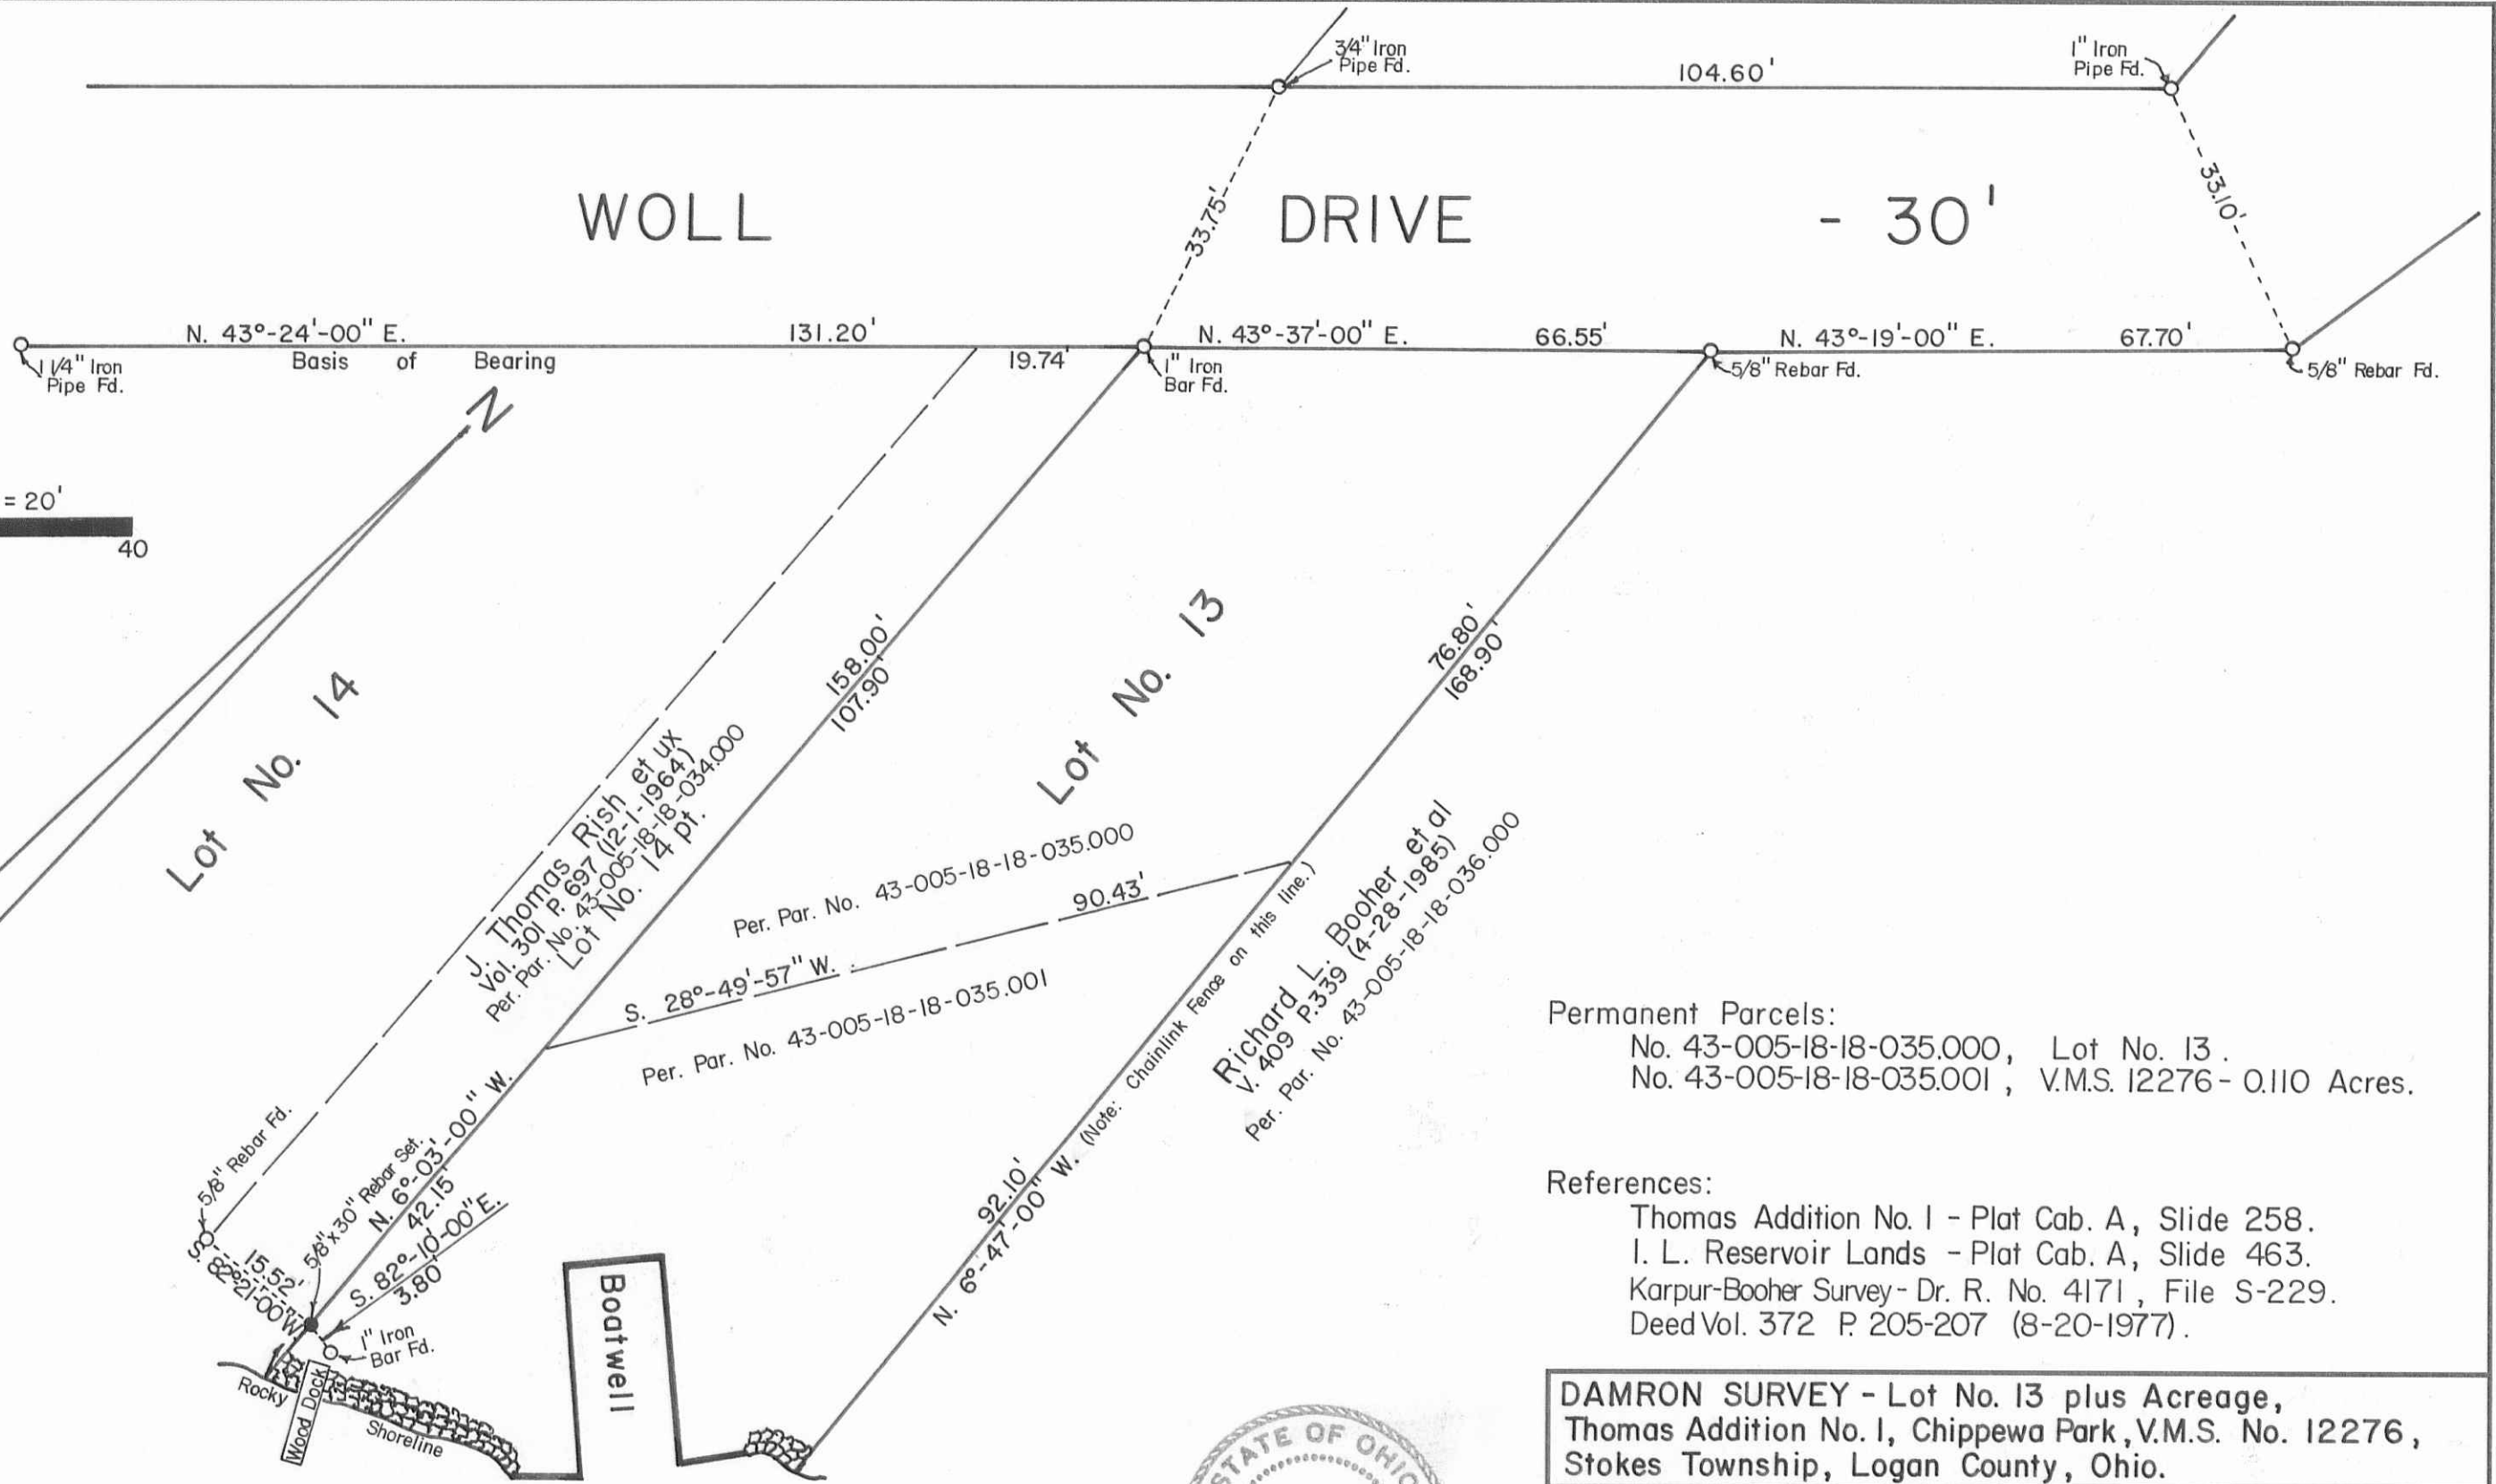 3/4" Iron
Pipe Fd.
104.60'
1" Iron
Pipe Fd.
33.75'
33.10'
WOLL DRIVE - 30'
N. 43°-24'-00" E.
131.20'
Basis of Bearing
19.74'
1 1/4" Iron
Pipe Fd.
1" Iron
Bar Fd.
N. 43°-37'-00" E.
66.55'
5/8" Rebar Fd.
N. 43°-19'-00" E.
67.70'
5/8" Rebar Fd.
N
= 20'
40
Lot No. 14
158.00'
107.90'
Lot No. 13
76.80'
168.90'
J. Thomas Rish et ux
Vol. 301 P. 697 (12-1-1964)
Per. Par. No. 43-005-18-18-034.000
Lot No. 14 pt.
Per. Par. No. 43-005-18-18-035.000
S. 28°-49'-57" W.
90.43'
Per. Par. No. 43-005-18-18-035.001
Richard L. Booher et al
V. 409 P.339 (4-28-1985)
Per. Par. No. 43-005-18-18-036.000
92.10'
N. 6°-47'-00" W. (Note: Chainlink Fence on this line.)
5/8" Rebar Fd.
5/8"x30" Rebar Set.
N. 6°-03'-00" W.
42.15'
S. 82°-10'-00" E.
3.80'
15.52'
S. 82°-21'-00" W.
1" Iron
Bar Fd.
Rocky
Wood Dock
Shoreline
Boatwell
Permanent Parcels:
No. 43-005-18-18-035.000, Lot No. 13.
No. 43-005-18-18-035.001, V.M.S. 12276 - 0.110 Acres.
References:
Thomas Addition No. 1 - Plat Cab. A, Slide 258.
I. L. Reservoir Lands - Plat Cab. A, Slide 463.
Karpur-Booher Survey - Dr. R. No. 4171, File S-229.
Deed Vol. 372 P. 205-207 (8-20-1977).
STATE OF OHIO
DAMRON SURVEY - Lot No. 13 plus Acreage,
Thomas Addition No. 1, Chippewa Park, V.M.S. No. 12276,
Stokes Township, Logan County, Ohio.